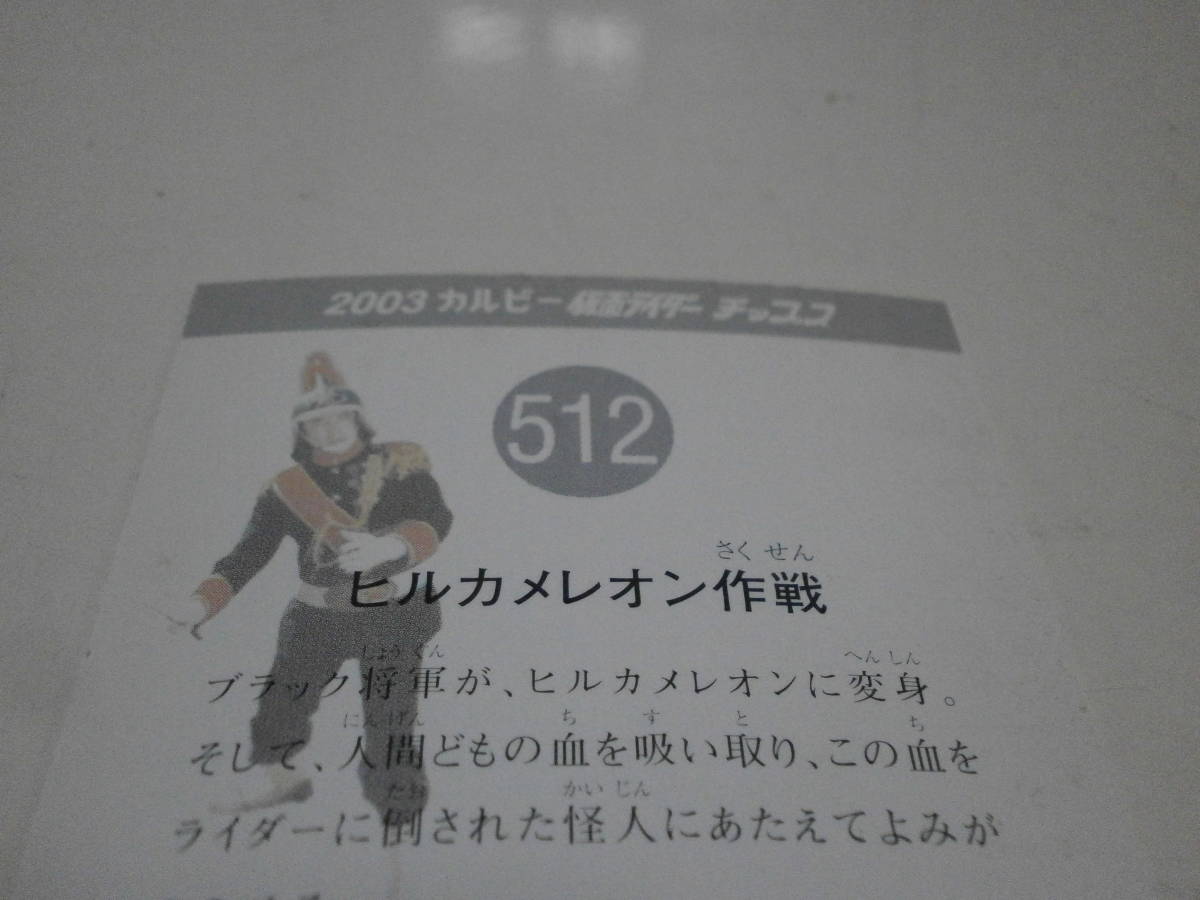 2003 カルビー 仮面ライダー チップス
512
さくせん
ヒルカメレオン作戦
しょうぐん へんしん
ブラック将軍が、ヒルカメレオンに変身。
にんげん ち す と ち
そして、人間どもの血を吸い取り、この血を
たお かいじん
ライダーに倒された怪人にあたえてよみが